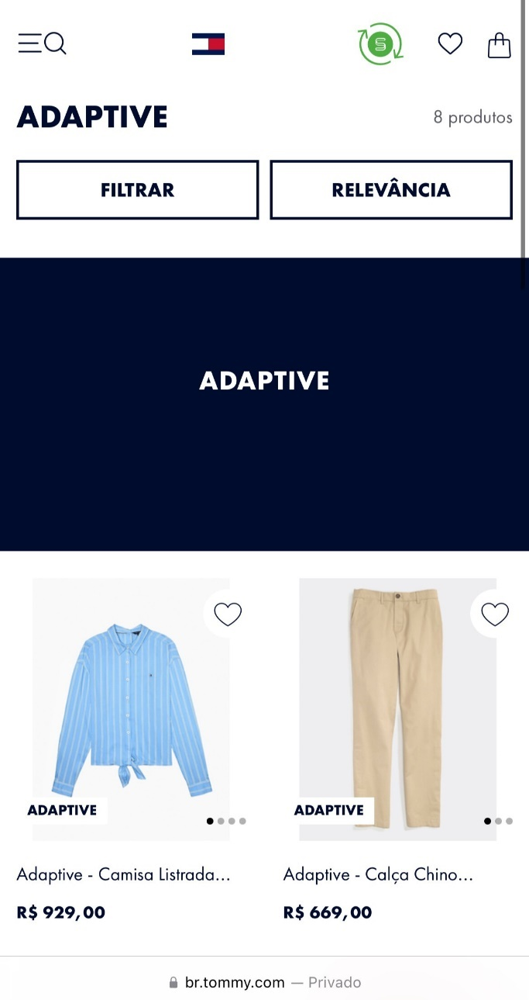 ADAPTIVE
8 produtos
FILTRAR
RELEVÂNCIA
ADAPTIVE
ADAPTIVE
ADAPTIVE
Adaptive - Camisa Listrada...
Adaptive - Calça Chino...
R$ 929,00
R$ 669,00
br.tommy.com — Privado